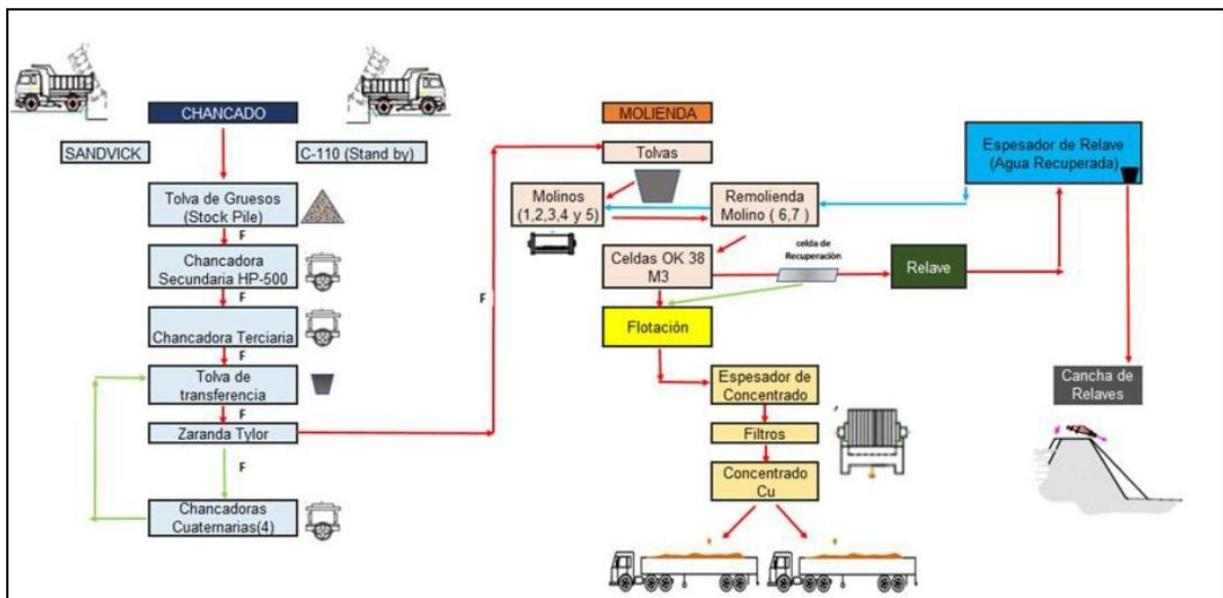 CHANCADO
SANDVICK
C-110 (Stand by)
Tolva de Gruesos
(Stock Pile)
F
Chancadora
Secundaria HP-500
F
Chancadora Terciaria
F
Tolva de
transferencia
F
Zaranda Tylor
F
Chancadoras
Cuaternarias(4)
F
MOLIENDA
Tolvas
Molinos
(1,2,3,4 y 5)
Remolienda
Molino ( 6,7 )
Celdas OK 38
M3
celda de
Recuperación
Relave
Flotación
Espesador de
Concentrado
Filtros
Concentrado
Cu
Espesador de Relave
(Agua Recuperada)
Cancha de
Relaves